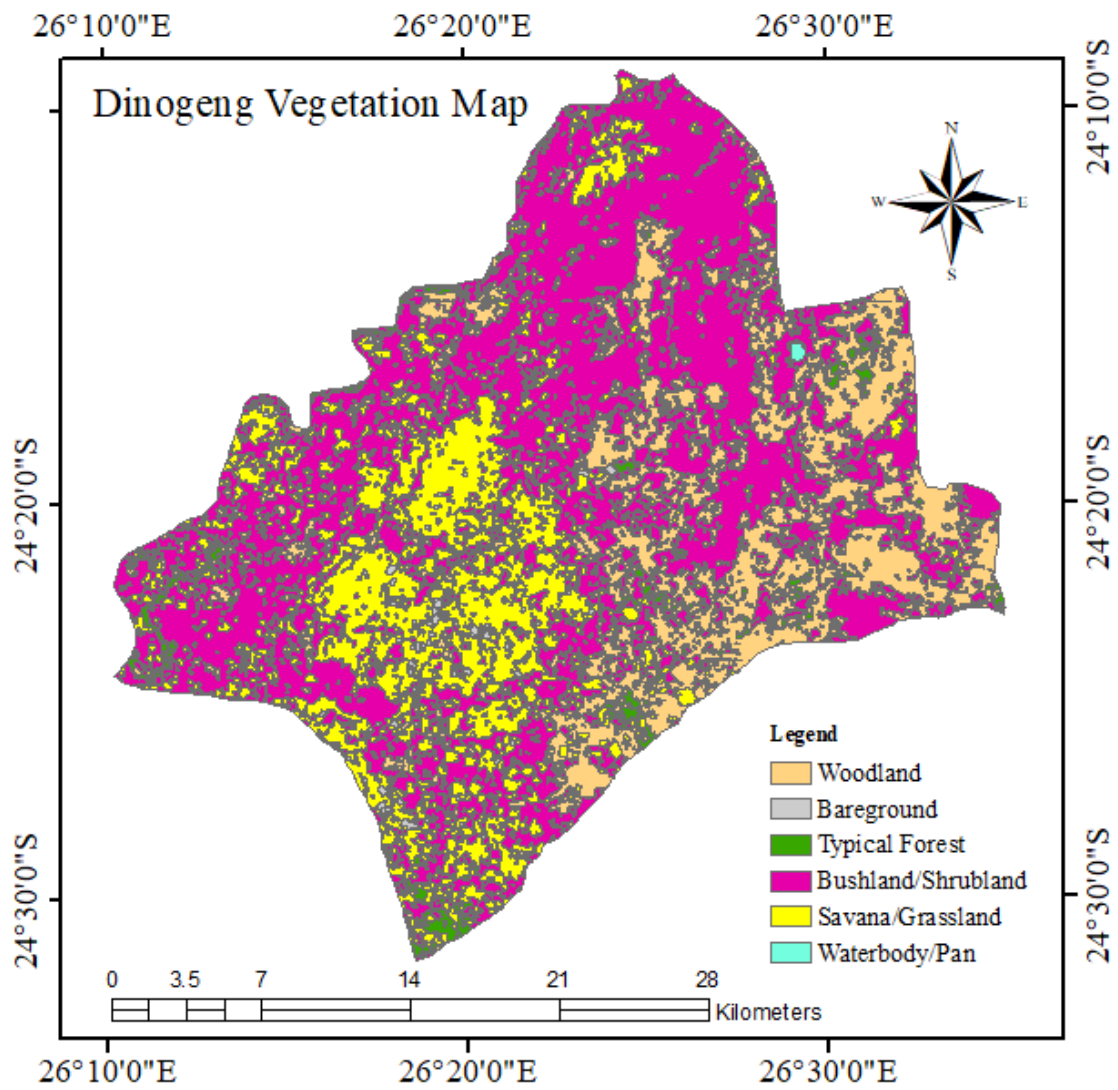 26°10'0"E 26°20'0"E 26°30'0"E
Dinogeng Vegetation Map
24°10'0"S
N
W E
S
24°20'0"S 24°20'0"S
Legend
Woodland
Bareground
Typical Forest
Bushland/Shrubland
24°30'0"S 24°30'0"S
Savana/Grassland
Waterbody/Pan
0 3.5 7 14 21 28
Kilometers
26°10'0"E 26°20'0"E 26°30'0"E